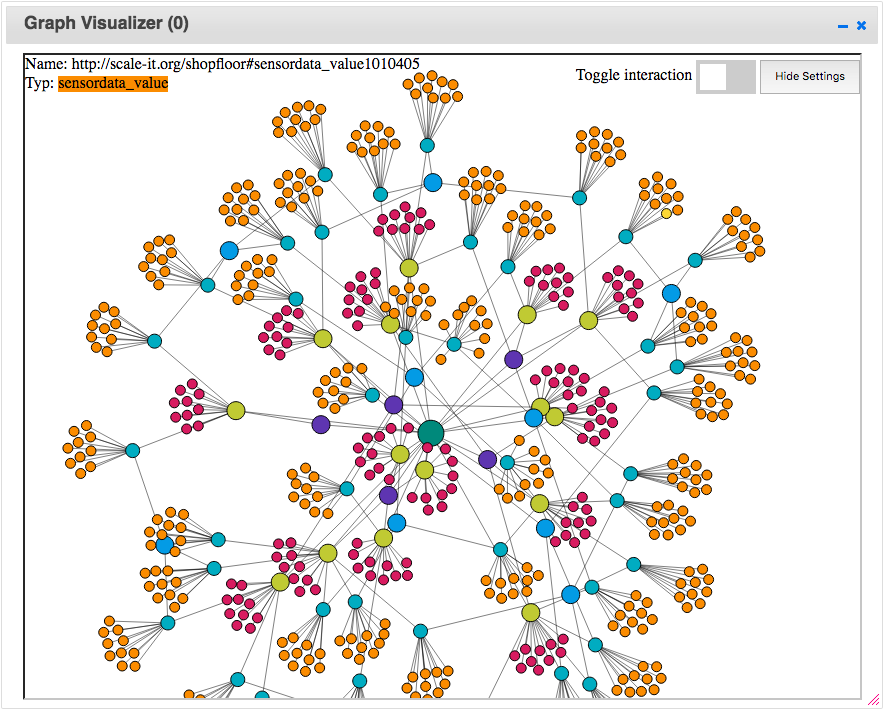 Graph Visualizer (0)
Name: http://scale-it.org/shopfloor#sensordata_value1010405
Typ: sensordata_value
Toggle interaction
Hide Settings